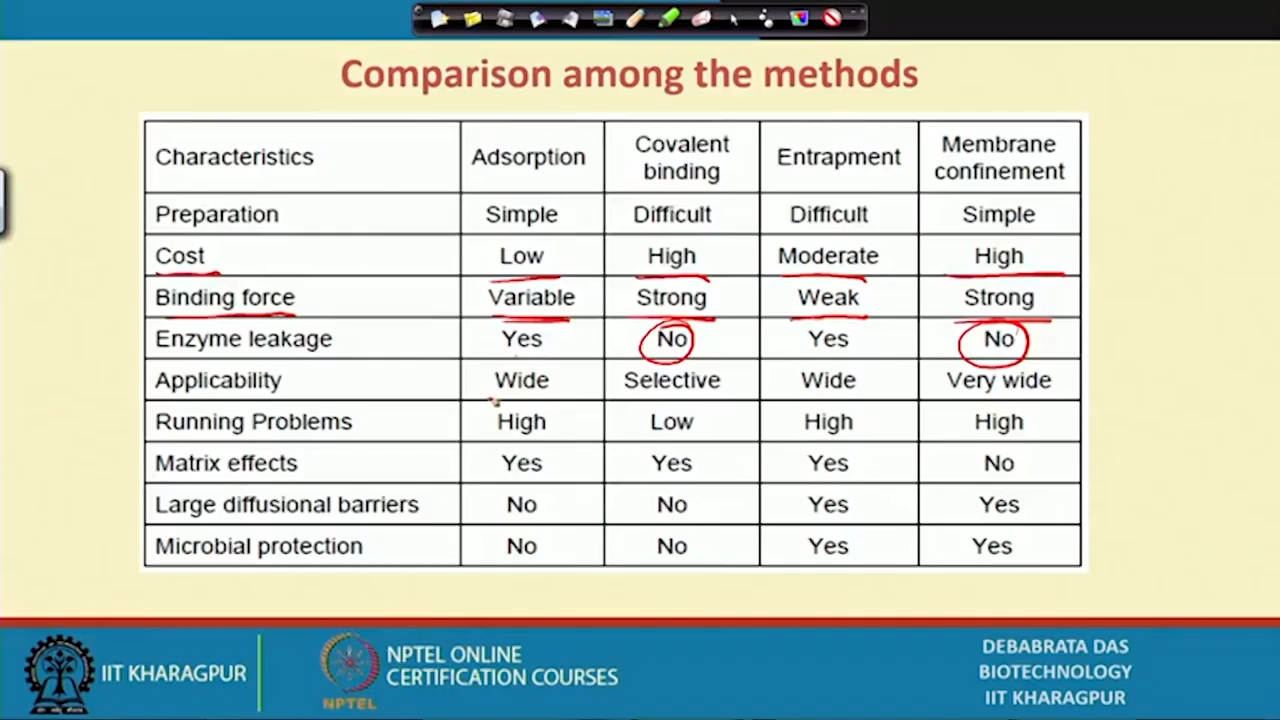 Comparison among the methods
Characteristics Adsorption Covalent binding Entrapment Membrane confinement
Preparation Simple Difficult Difficult Simple
Cost Low High Moderate High
Binding force Variable Strong Weak Strong
Enzyme leakage Yes No Yes No
Applicability Wide Selective Wide Very wide
Running Problems High Low High High
Matrix effects Yes Yes Yes No
Large diffusional barriers No No Yes Yes
Microbial protection No No Yes Yes
IIT KHARAGPUR
NPTEL
NPTEL ONLINE
CERTIFICATION COURSES
DEBABRATA DAS
BIOTECHNOLOGY
IIT KHARAGPUR